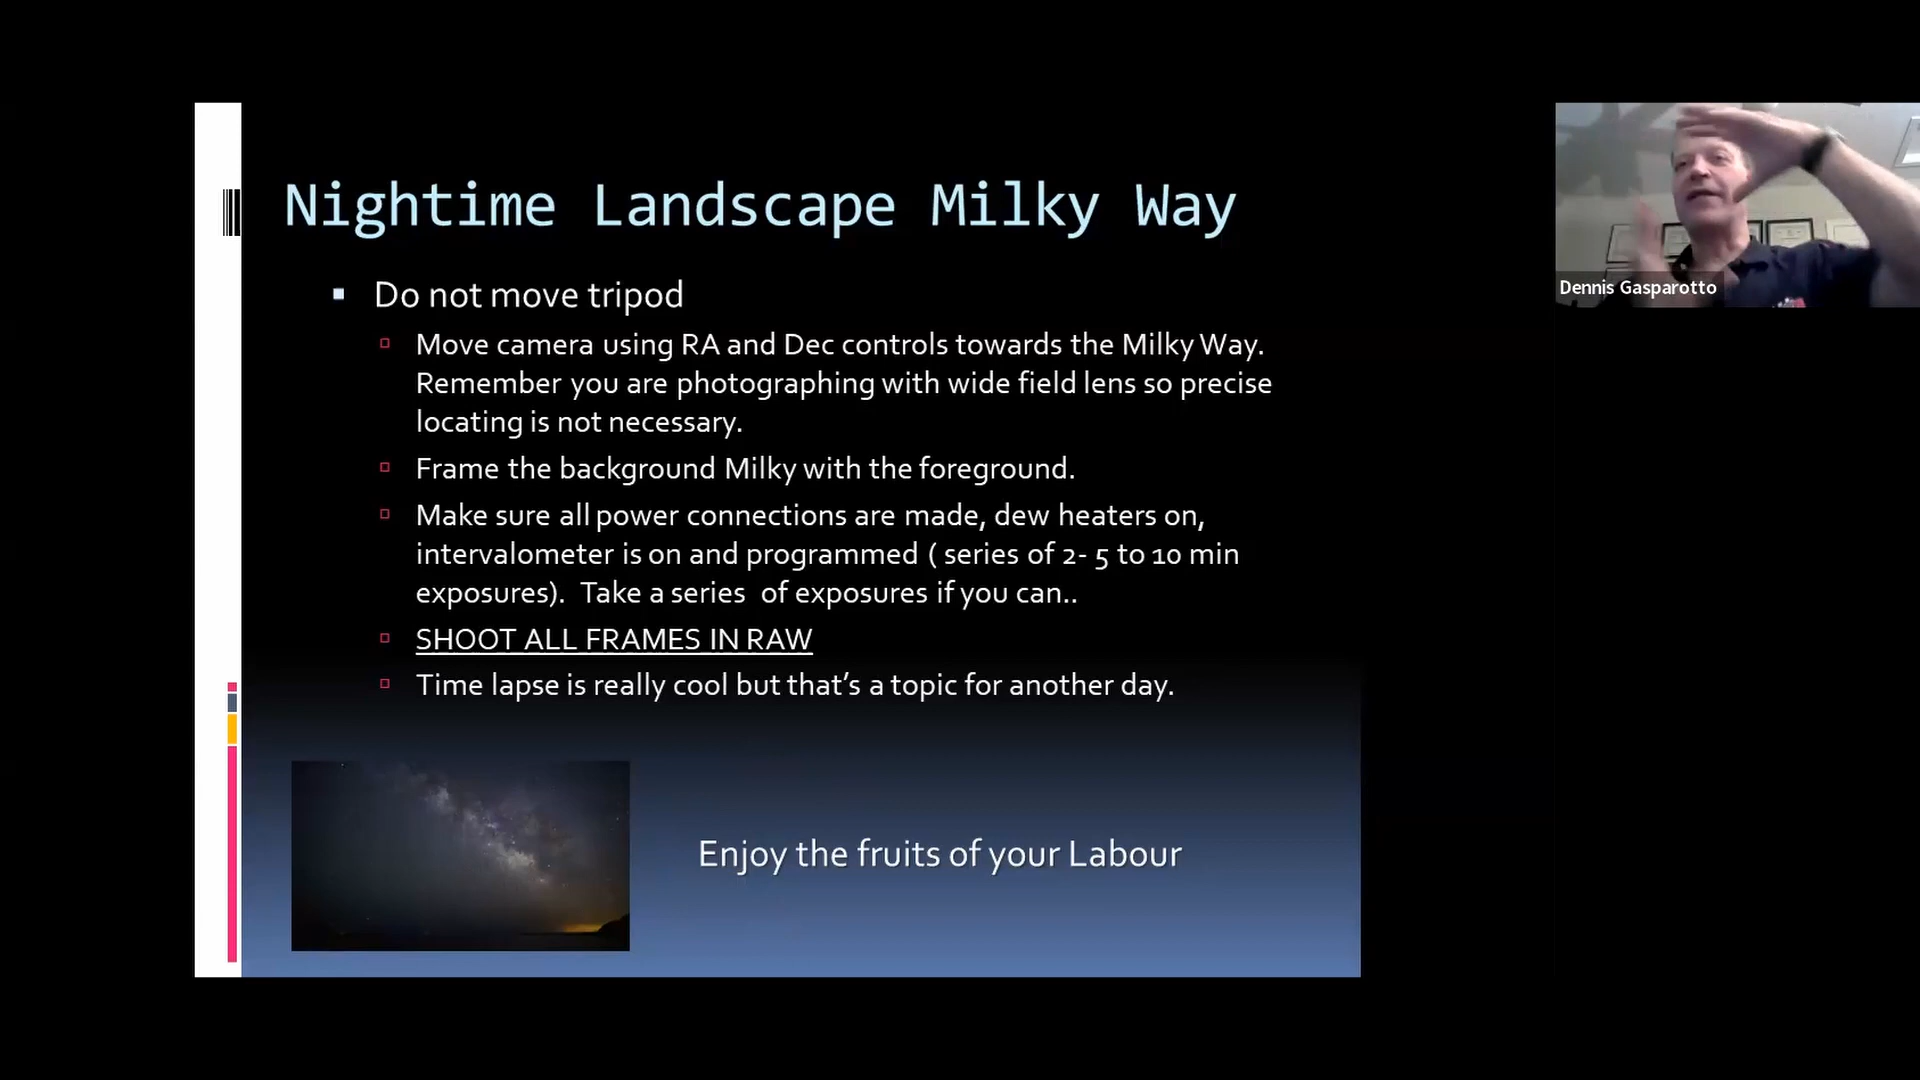 Nightime Landscape Milky Way
Do not move tripod
Move camera using RA and Dec controls towards the Milky Way.
Remember you are photographing with wide field lens so precise
locating is not necessary.
Frame the background Milky with the foreground.
Make sure all power connections are made, dew heaters on,
intervalometer is on and programmed ( series of 2- 5 to 10 min
exposures).  Take a series  of exposures if you can..
SHOOT ALL FRAMES IN RAW
Time lapse is really cool but that’s a topic for another day.
Enjoy the fruits of your Labour
Dennis Gasparotto